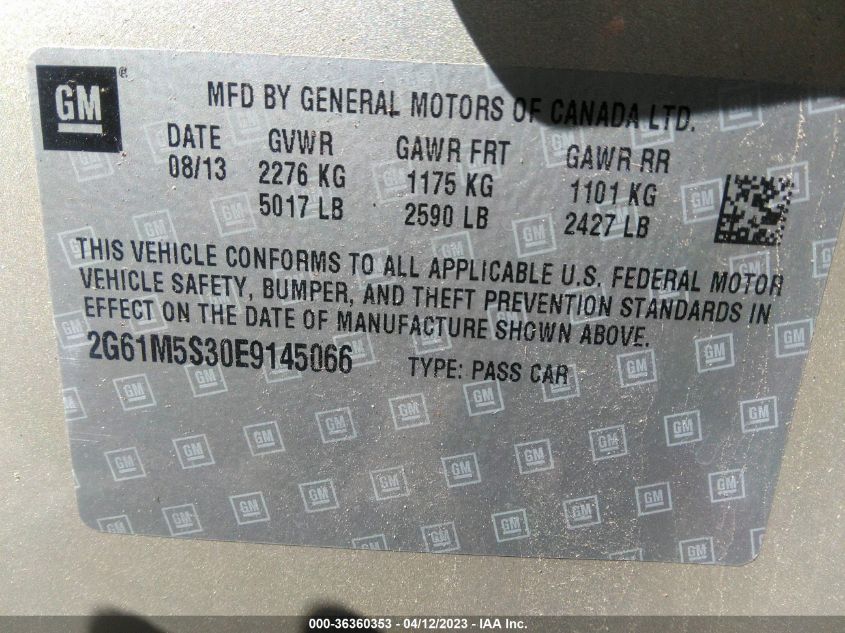 GM
MFD BY GENERAL MOTORS OF CANADA LTD.
DATE GVWR GAWR FRT GAWR RR
08/13 2276 KG 1175 KG 1101 KG
5017 LB 2590 LB 2427 LB
THIS VEHICLE CONFORMS TO ALL APPLICABLE U.S. FEDERAL MOTOR
VEHICLE SAFETY, BUMPER, AND THEFT PREVENTION STANDARDS IN
EFFECT ON THE DATE OF MANUFACTURE SHOWN ABOVE.
2G61M5S30E9145066 TYPE: PASS CAR
000-36360353 - 04/12/2023 - IAA Inc.